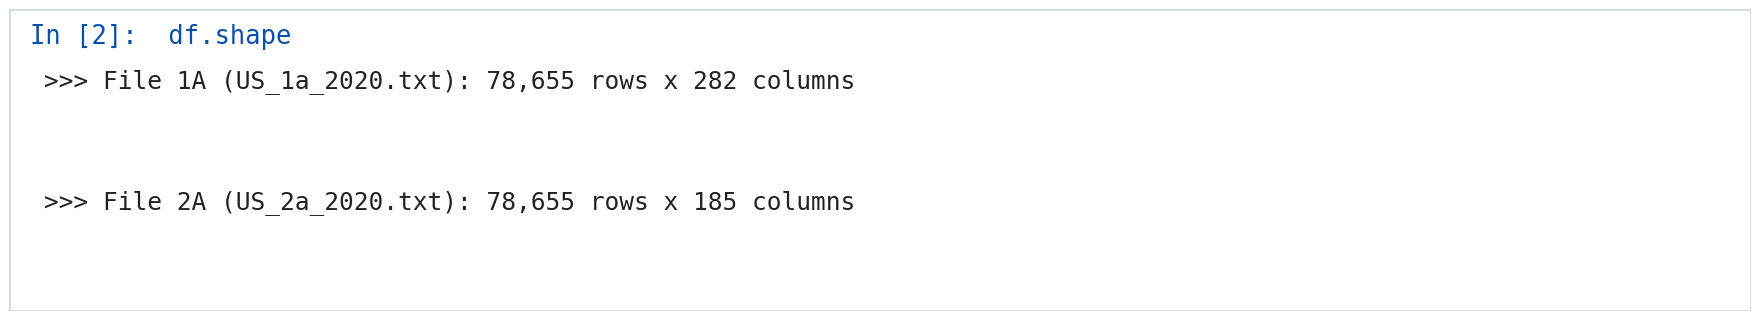 In [2]:  df.shape
>>> File 1A (US_1a_2020.txt): 78,655 rows x 282 columns
>>> File 2A (US_2a_2020.txt): 78,655 rows x 185 columns